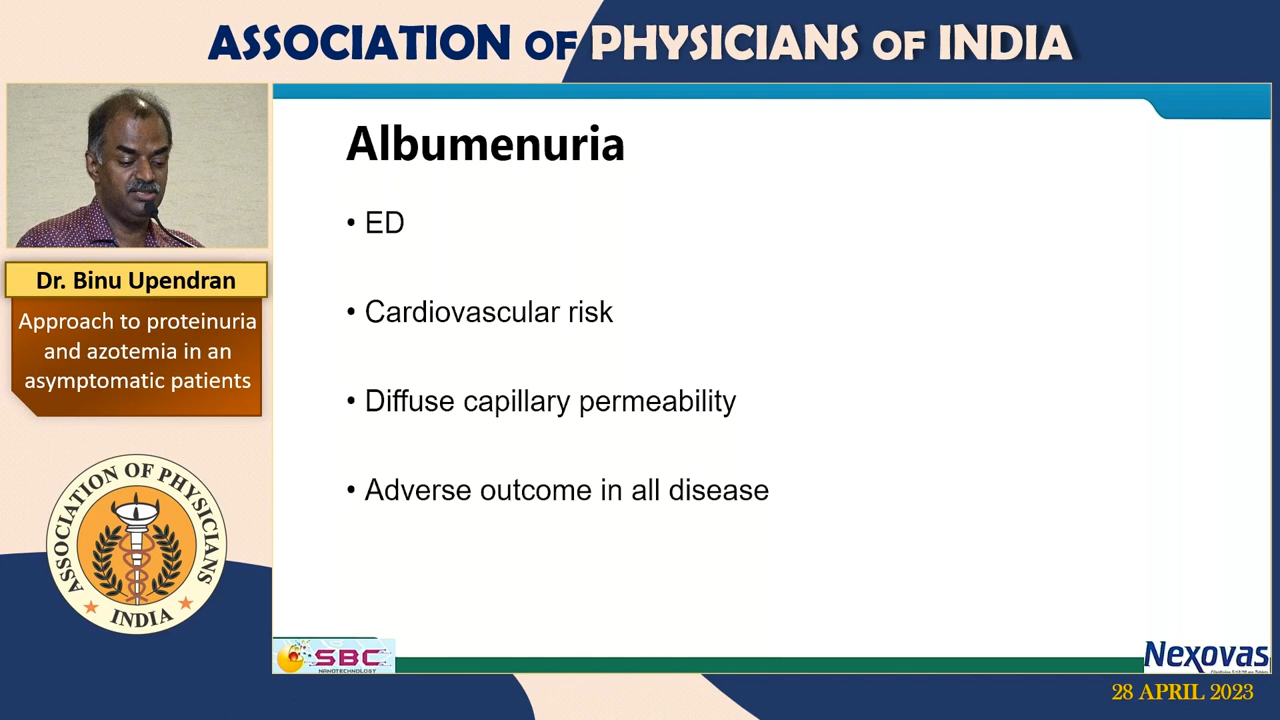 ASSOCIATION OF PHYSICIANS OF INDIA
Dr. Binu Upendran
Approach to proteinuria
and azotemia in an
asymptomatic patients
ASSOCIATION OF PHYSICIANS
INDIA
Albumenuria
• ED
• Cardiovascular risk
• Diffuse capillary permeability
• Adverse outcome in all disease
SBC
NANOTECHNOLOGY
Nexovas
28 APRIL 2023